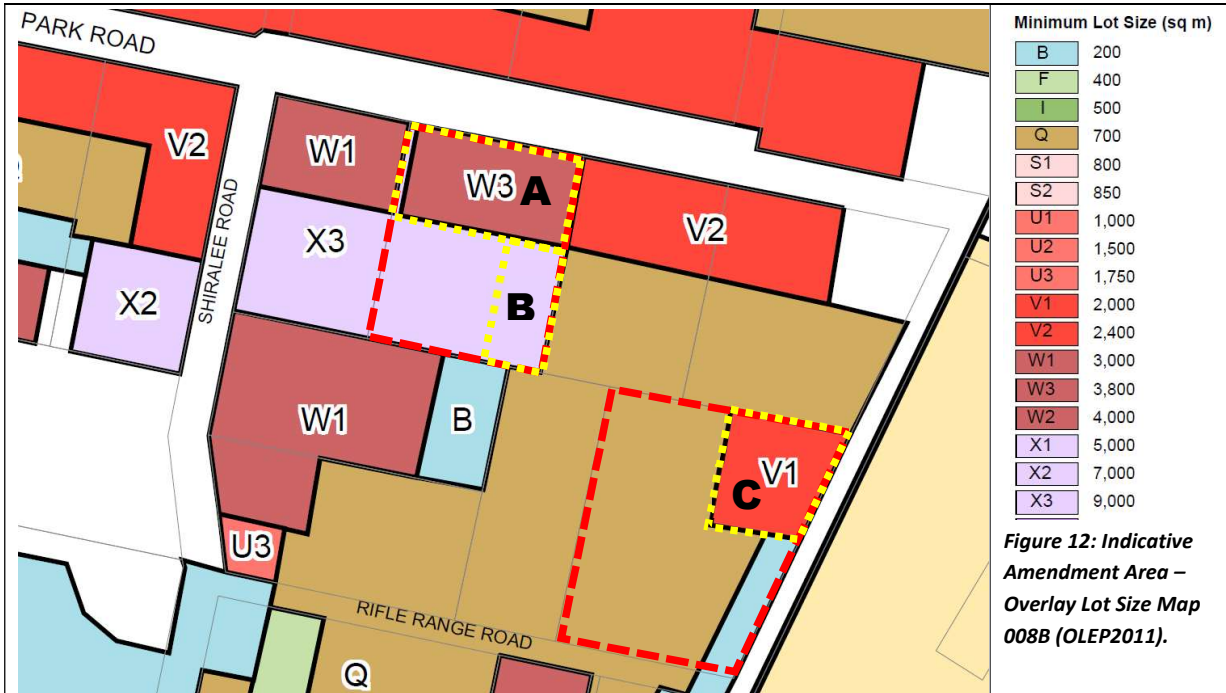 PARK ROAD
V2
W1
W3
A
V2
SHIRALEE ROAD
X3
B
X2
W1
B
V1
C
U3
RIFLE RANGE ROAD
Q
Minimum Lot Size (sq m)
B 200
F 400
I 500
Q 700
S1 800
S2 850
U1 1,000
U2 1,500
U3 1,750
V1 2,000
V2 2,400
W1 3,000
W3 3,800
W2 4,000
X1 5,000
X2 7,000
X3 9,000
Figure 12: Indicative
Amendment Area –
Overlay Lot Size Map
008B (OLEP2011).